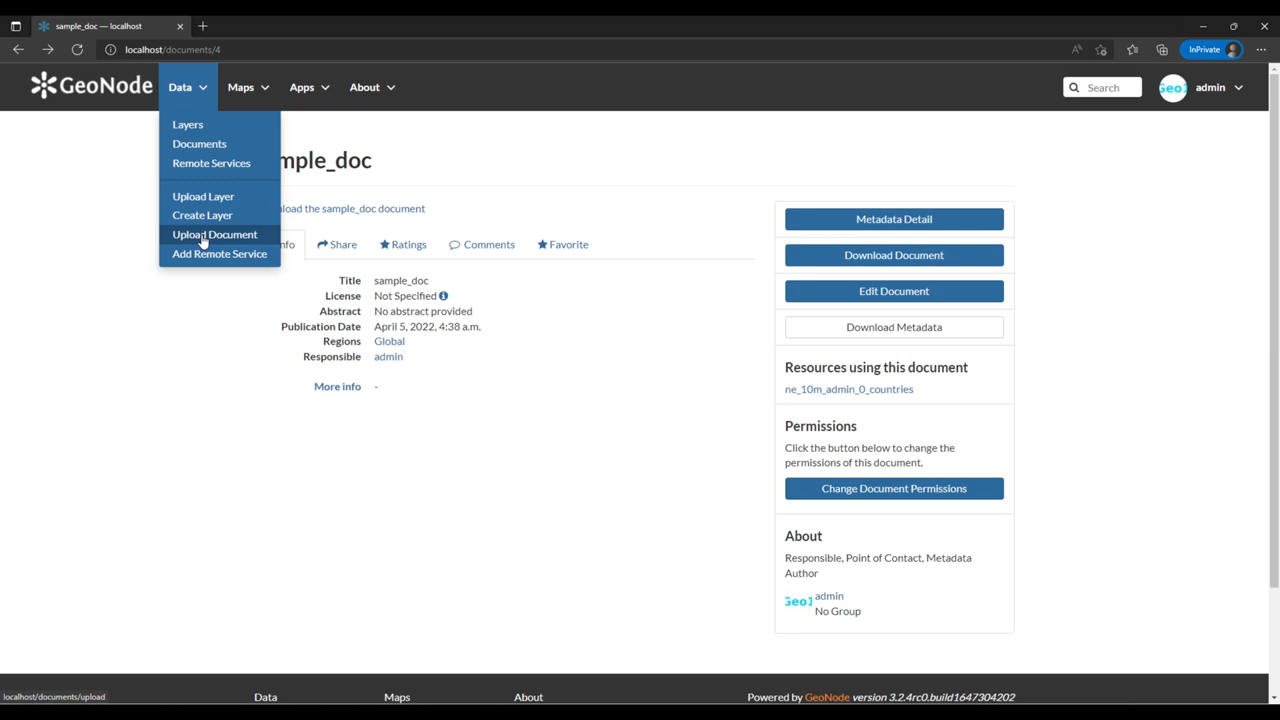 sample_doc — localhost
localhost/documents/4
InPrivate
GeoNode
Data
Maps
Apps
About
Search
Geo
admin
Layers
Documents
Remote Services
Upload Layer
Create Layer
Upload Document
Add Remote Service
mple_doc
load the sample_doc document
nfo
Share
Ratings
Comments
Favorite
Title sample_doc
License Not Specified
Abstract No abstract provided
Publication Date April 5, 2022, 4:38 a.m.
Regions Global
Responsible admin
More info -
Metadata Detail
Download Document
Edit Document
Download Metadata
Resources using this document
ne_10m_admin_0_countries
Permissions
Click the button below to change the
permissions of this document.
Change Document Permissions
About
Responsible, Point of Contact, Metadata
Author
Geo
admin
No Group
localhost/documents/upload
Data
Maps
About
Powered by GeoNode version 3.2.4rc0.build1647304202